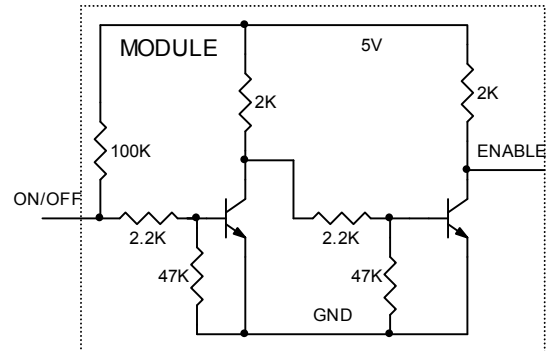 MODULE
5V
2K
2K
100K
ENABLE
ON/OFF
2.2K
2.2K
47K
47K
GND